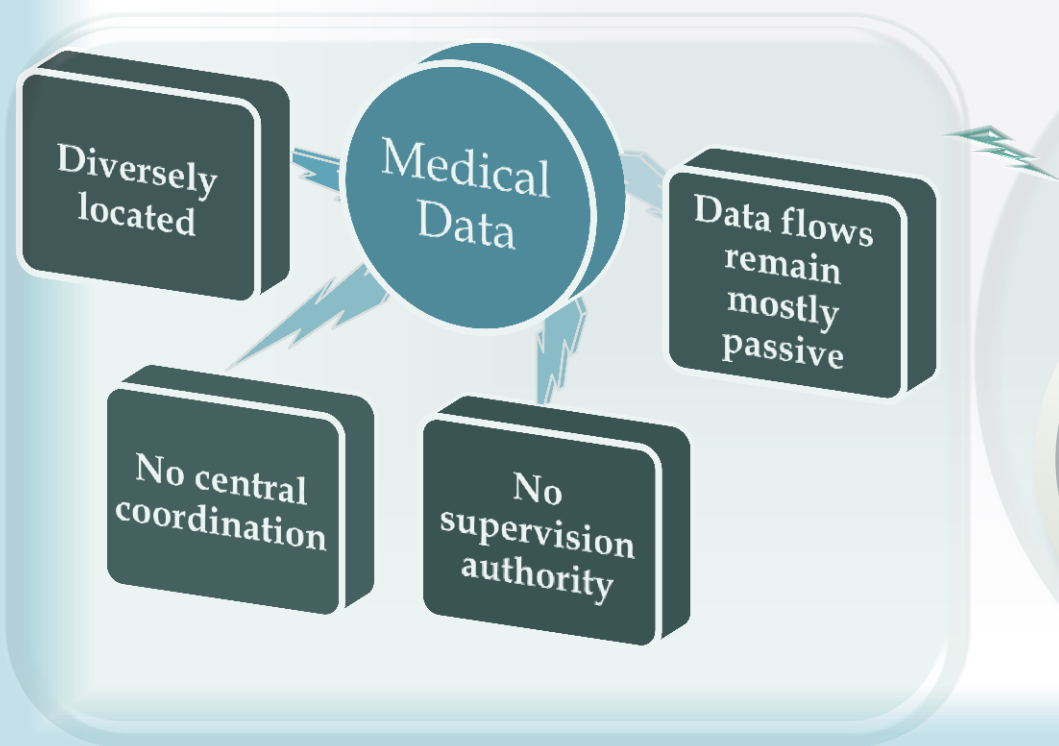 Medical
Data
Diversely
located
No central
coordination
No
supervision
authority
Data flows
remain
mostly
passive